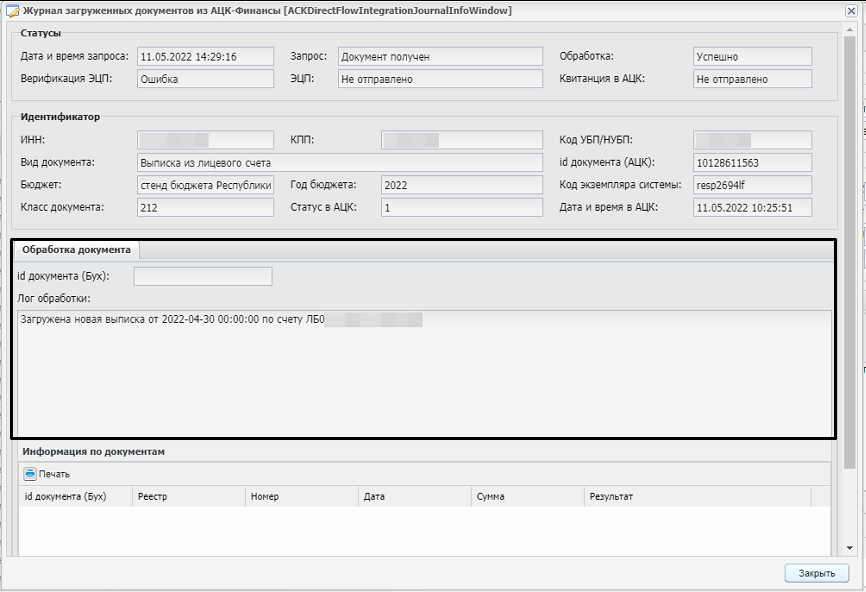 Журнал загруженных документов из АЦК-Финансы [ACKDirectFlowIntegrationJournalInfoWindow]
Статусы
Дата и время запроса: 11.05.2022 14:29:16 Запрос: Документ получен Обработка: Успешно
Верификация ЭЦП: Ошибка ЭЦП: Не отправлено Квитанция в АЦК: Не отправлено
Идентификатор
ИНН: КПП: Код УБП/НУБП:
Вид документа: Выписка из лицевого счета id документа (АЦК): 10128611563
Бюджет: стенд бюджета Республики Год бюджета: 2022 Код экземпляра системы: resp2694lf
Класс документа: 212 Статус в АЦК: 1 Дата и время в АЦК: 11.05.2022 10:25:51
Обработка документа
id документа (Бух):
Лог обработки:
Загружена новая выписка от 2022-04-30 00:00:00 по счету ЛБ0
Информация по документам
Печать
id документа (Бух) Реестр Номер Дата Сумма Результат
Закрыть